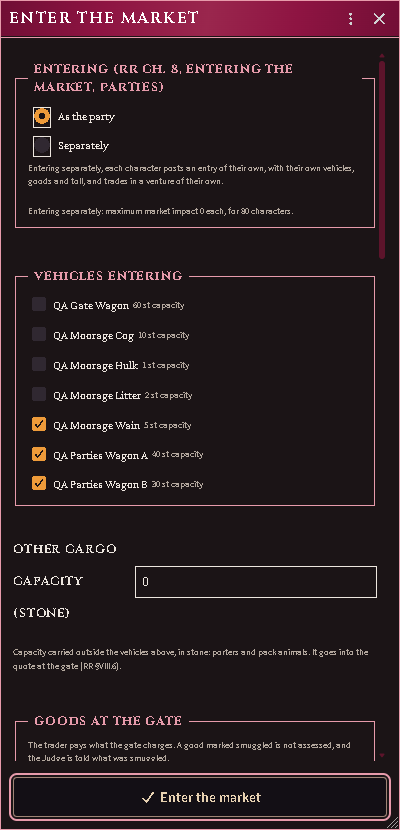 ENTER THE MARKET
ENTERING (RR CH. 8, ENTERING THE
MARKET, PARTIES)
As the party
Separately
Entering separately, each character posts an entry of their own, with their own vehicles,
goods and toll, and trades in a venture of their own.
Entering separately: maximum market impact 0 each, for 80 characters.
VEHICLES ENTERING
QA Gate Wagon 60 st capacity
QA Moorage Cog 10 st capacity
QA Moorage Hulk 1 st capacity
QA Moorage Litter 2 st capacity
QA Moorage Wain 5 st capacity
QA Parties Wagon A 40 st capacity
QA Parties Wagon B 30 st capacity
OTHER CARGO
CAPACITY
(STONE)
0
Capacity carried outside the vehicles above, in stone: porters and pack animals. It goes into the
quote at the gate (RR §VIII.6).
GOODS AT THE GATE
The trader pays what the gate charges. A good marked smuggled is not assessed, and
the Judge is told what was smuggled.
Enter the market